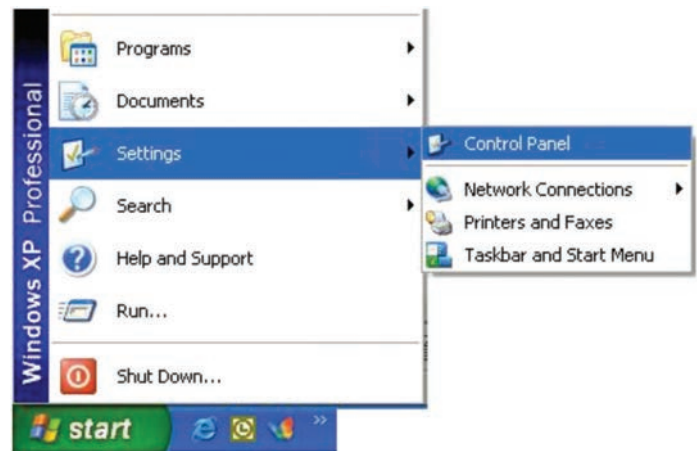 Windows XP Professional
Programs
Documents
Settings
Search
Help and Support
Run...
Shut Down...
Control Panel
Network Connections
Printers and Faxes
Taskbar and Start Menu
start
»